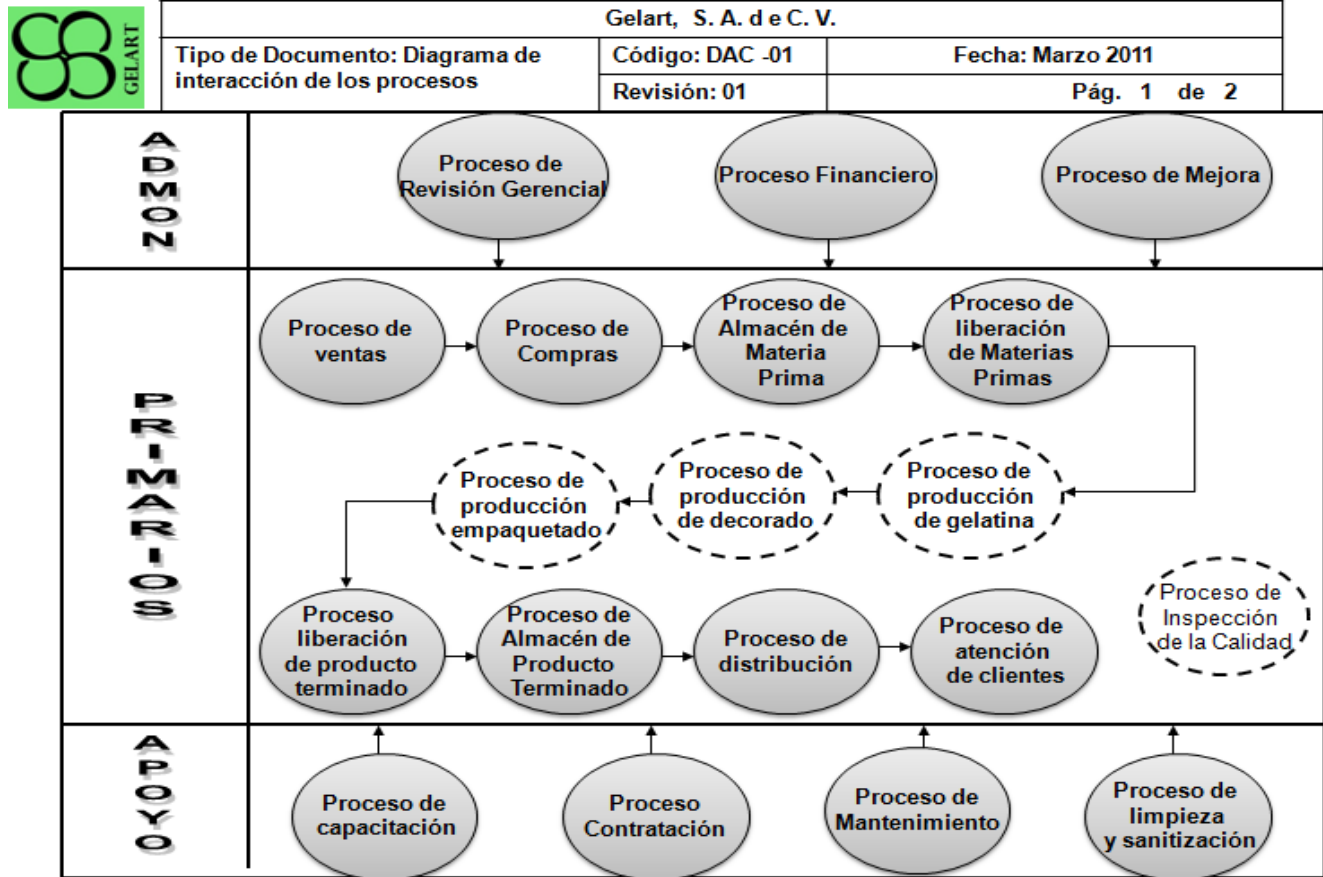 GELART
Gelart, S. A. d e C. V.
Tipo de Documento: Diagrama de
interacción de los procesos
Código: DAC -01
Fecha: Marzo 2011
Revisión: 01
Pág. 1 de 2
ADMON
Proceso de
Revisión Gerencial
Proceso Financiero
Proceso de Mejora
PRIMARIOS
Proceso de
ventas
Proceso de
Compras
Proceso de
Almacén de
Materia
Prima
Proceso de
liberación
de Materias
Primas
Proceso de
producción
empaquetado
Proceso de
producción
de decorado
Proceso de
producción
de gelatina
Proceso
liberación
de producto
terminado
Proceso de
Almacén de
Producto
Terminado
Proceso de
distribución
Proceso de
atención
de clientes
Proceso de
Inspección
de la Calidad
APOYO
Proceso de
capacitación
Proceso
Contratación
Proceso de
Mantenimiento
Proceso de
limpieza
y sanitización